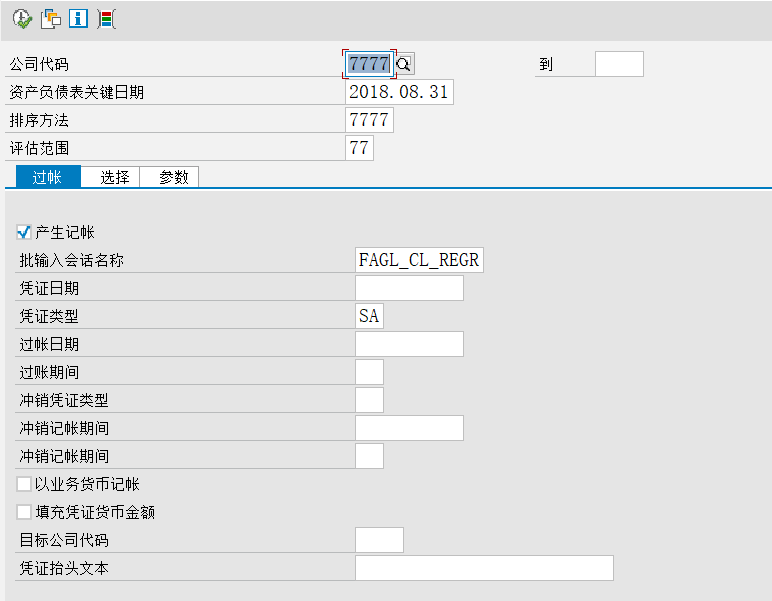 公司代码 7777 到
资产负债表关键日期 2018.08.31
排序方法 7777
评估范围 77
过帐 选择 参数
产生记帐
批输入会话名称 FAGL_CL_REGR
凭证日期
凭证类型 SA
过帐日期
过账期间
冲销凭证类型
冲销记帐期间
冲销记帐期间
以业务货币记帐
填充凭证货币金额
目标公司代码
凭证抬头文本